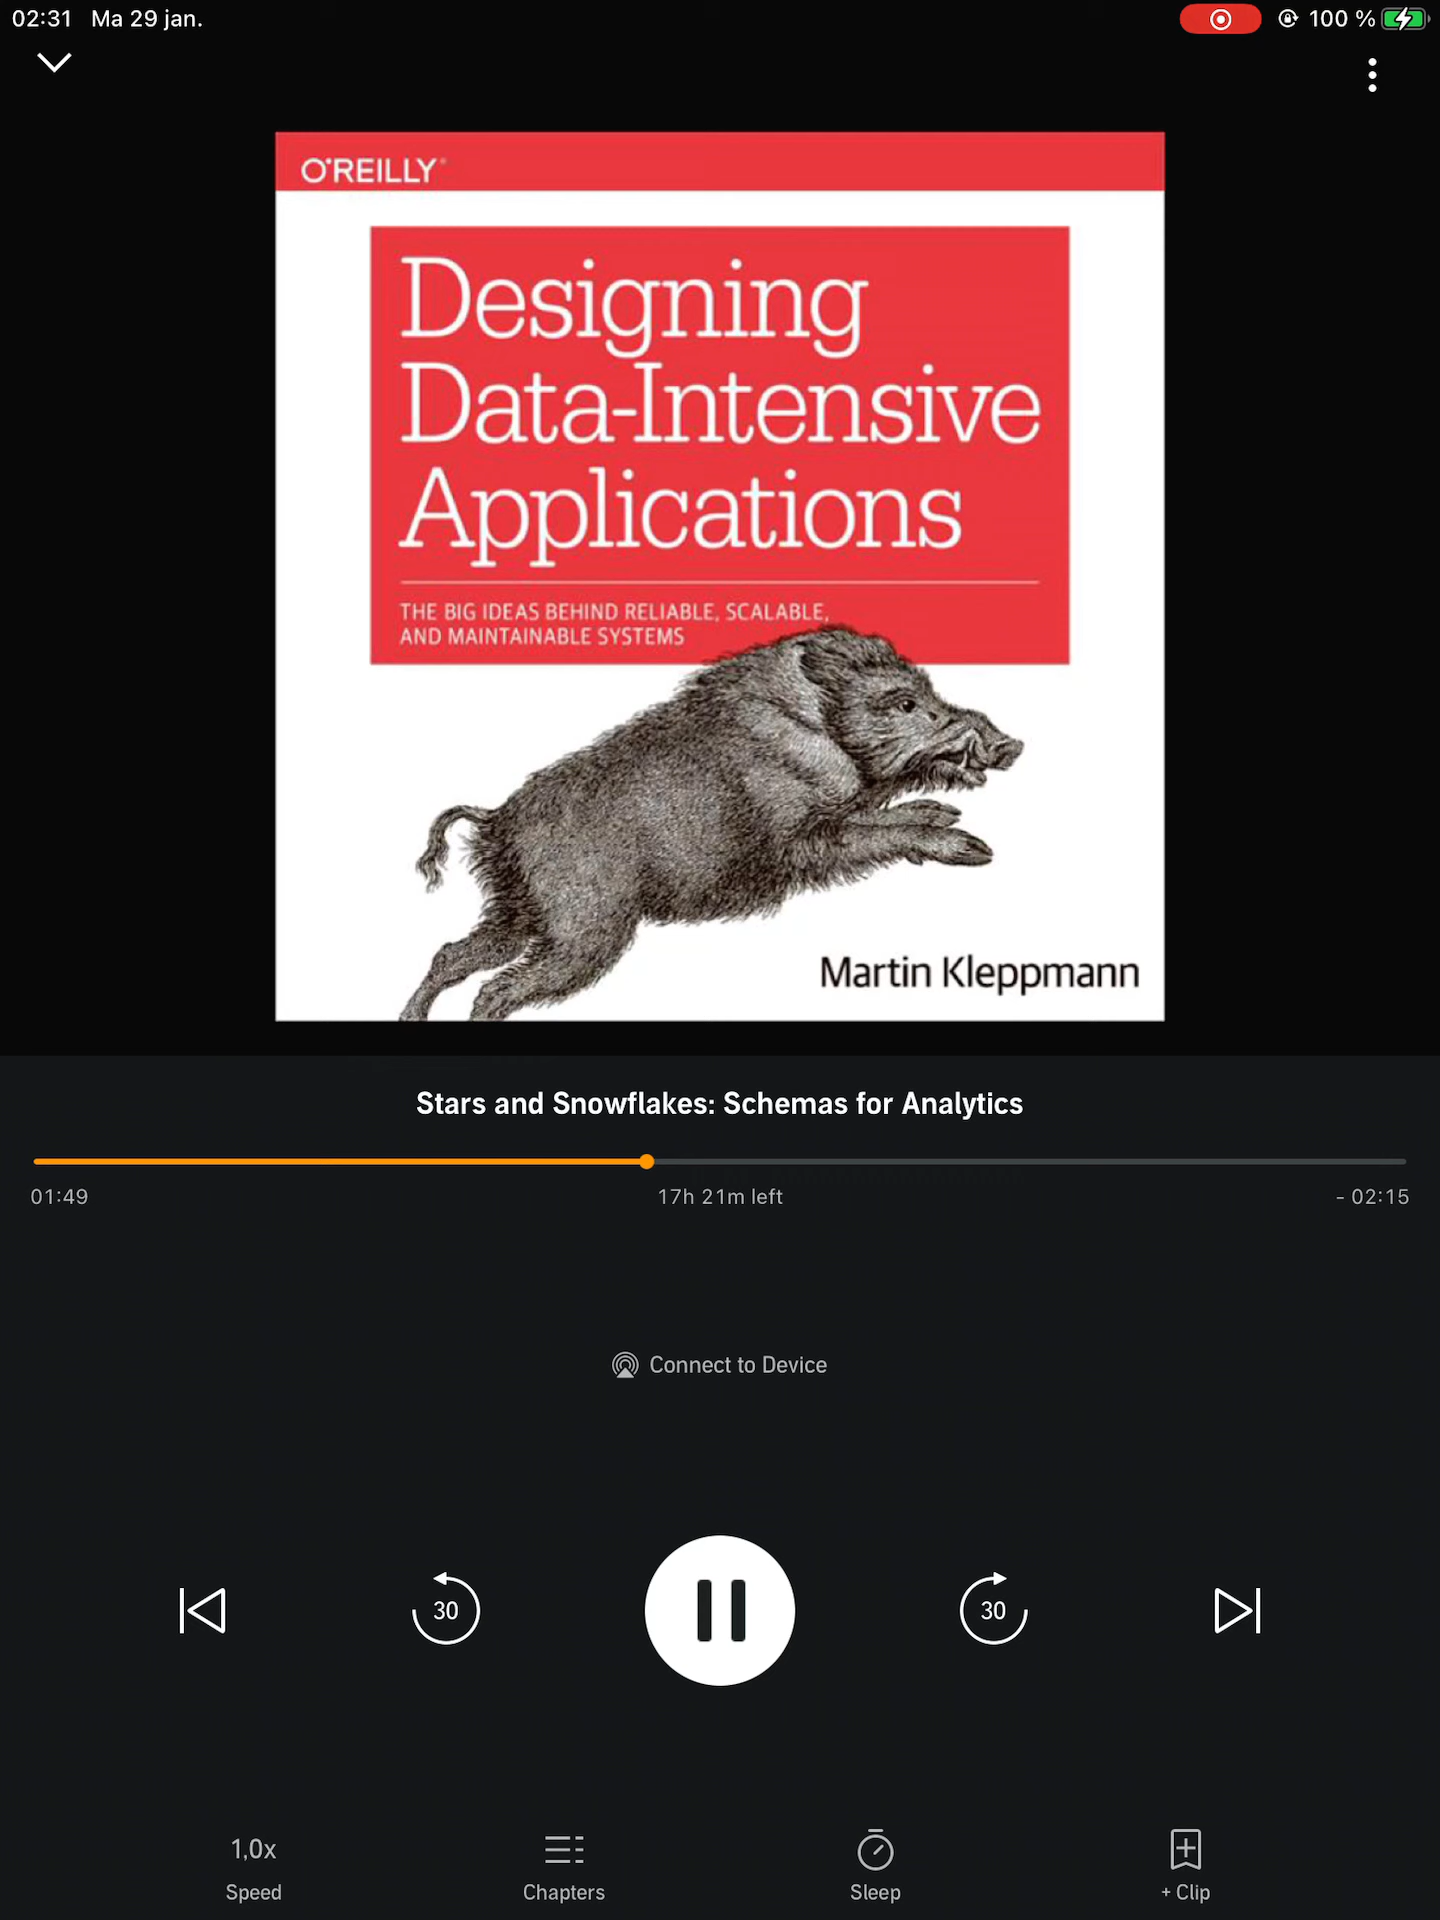 02:31 Ma 29 jan.
100 %
O'REILLY®
Designing
Data-Intensive
Applications
THE BIG IDEAS BEHIND RELIABLE, SCALABLE,
AND MAINTAINABLE SYSTEMS
Martin Kleppmann
Stars and Snowflakes: Schemas for Analytics
01:49 17h 21m left - 02:15
Connect to Device
30 30
1,0x
Speed Chapters Sleep + Clip